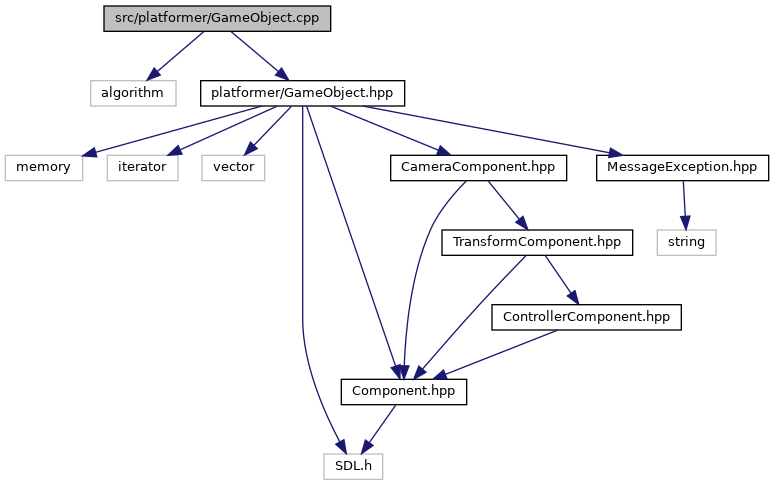 src/platformer/GameObject.cpp
algorithm
platformer/GameObject.hpp
memory
iterator
vector
CameraComponent.hpp
MessageException.hpp
TransformComponent.hpp
string
ControllerComponent.hpp
Component.hpp
SDL.h